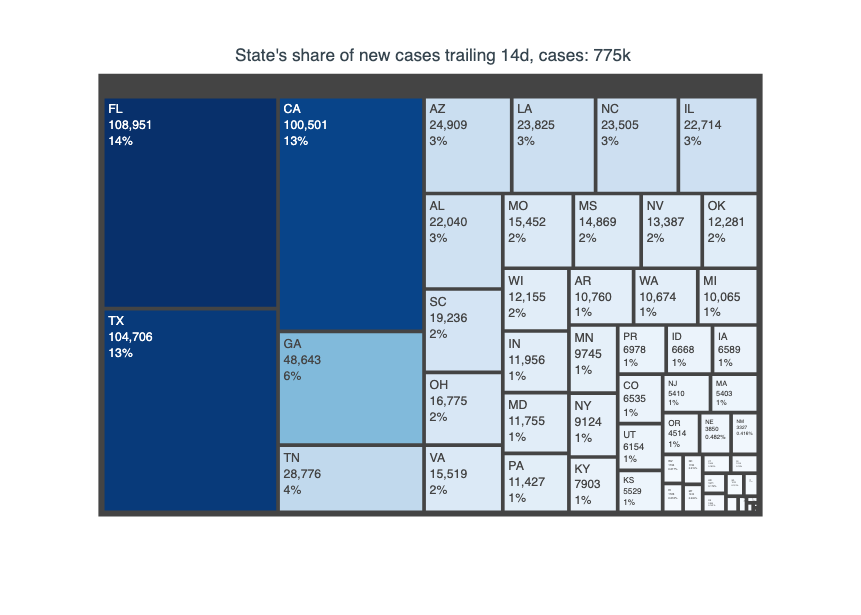 State's share of new cases trailing 14d, cases: 775k
FL
108,951
14%
TX
104,706
13%
CA
100,501
13%
GA
48,643
6%
TN
28,776
4%
AZ
24,909
3%
LA
23,825
3%
NC
23,505
3%
IL
22,714
3%
AL
22,040
3%
SC
19,236
2%
OH
16,775
2%
VA
15,519
2%
MO
15,452
2%
MS
14,869
2%
NV
13,387
2%
OK
12,281
2%
WI
12,155
2%
IN
11,956
1%
MD
11,755
1%
PA
11,427
1%
AR
10,760
1%
WA
10,674
1%
MI
10,065
1%
MN
9745
1%
NY
9124
1%
KY
7903
1%
PR
6978
1%
ID
6668
1%
IA
6589
1%
CO
6535
1%
UT
6154
1%
KS
5529
1%
NJ
5410
1%
MA
5403
1%
OR
4514
1%
NE
3850
0.482%
NM
3327
0.416%